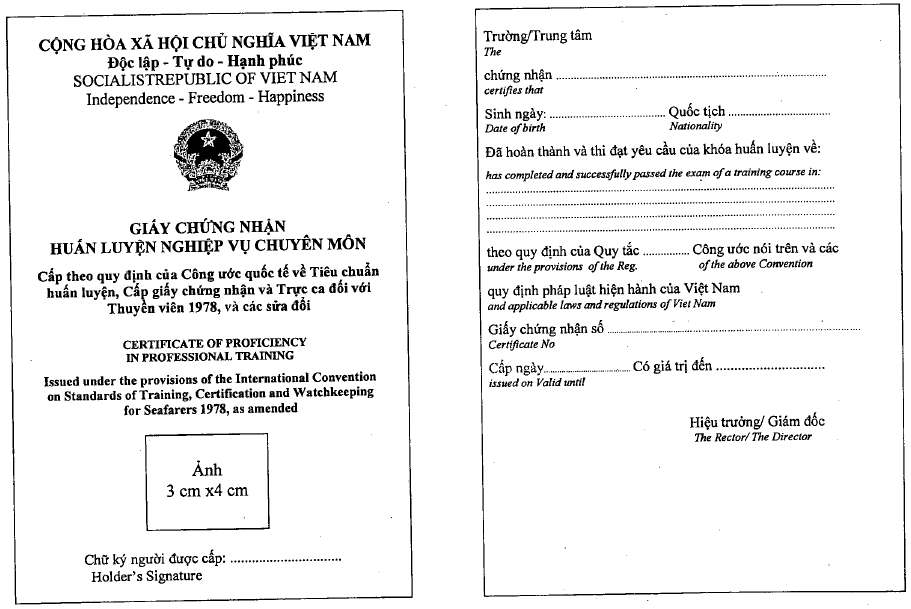 CỘNG HÒA XÃ HỘI CHỦ NGHĨA VIỆT NAM
Độc lập - Tự do - Hạnh phúc
SOCIALISTREPUBLIC OF VIET NAM
Independence - Freedom - Happiness
GIẤY CHỨNG NHẬN
HUẤN LUYỆN NGHIỆP VỤ CHUYÊN MÔN
Cấp theo quy định của Công ước quốc tế về Tiêu chuẩn
huấn luyện, Cấp giấy chứng nhận và Trực ca đối với
Thuyền viên 1978, và các sửa đổi
CERTIFICATE OF PROFICIENCY
IN PROFESSIONAL TRAINING
Issued under the provisions of the International Convention
on Standards of Training, Certification and Watchkeeping
for Seafarers 1978, as amended
Ảnh
3 cm x4 cm
Chữ ký người được cấp: ..............................
Holder's Signature
Trường/Trung tâm
The
chứng nhận ......................................................................
certifies that
Sinh ngày: .............................. Quốc tịch ..........................
Date of birth Nationality
Đã hoàn thành và thi đạt yêu cầu của khóa huấn luyện về:
has completed and successfully passed the exam of a training course in:
..........................................................................................
..........................................................................................
..........................................................................................
..........................................................................................
theo quy định của Quy tắc ............ Công ước nói trên và các
under the provisions of the Reg. of the above Convention
quy định pháp luật hiện hành của Việt Nam
and applicable laws and regulations of Viet Nam
Giấy chứng nhận số ..................................................................
Certificate No
Cấp ngày...................... Có giá trị đến ............................
issued on Valid until
Hiệu trưởng/ Giám đốc
The Rector/ The Director